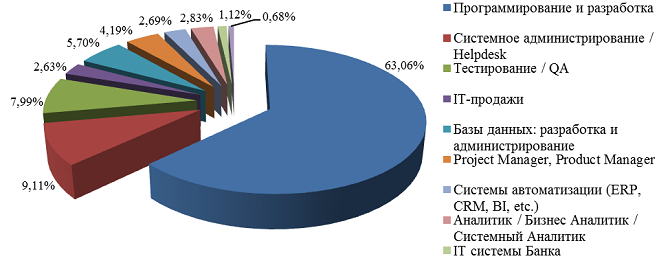 63,06%
9,11%
7,99%
2,63%
5,70%
4,19%
2,69%
2,83%
1,12%
0,68%
Программирование и разработка
Системное администрирование /
Helpdesk
Тестирование / QA
IT-продажи
Базы данных: разработка и
администрирование
Project Manager, Product Manager
Системы автоматизации (ERP,
CRM, BI, etc.)
Аналитик / Бизнес Аналитик /
Системный Аналитик
IT системы Банка